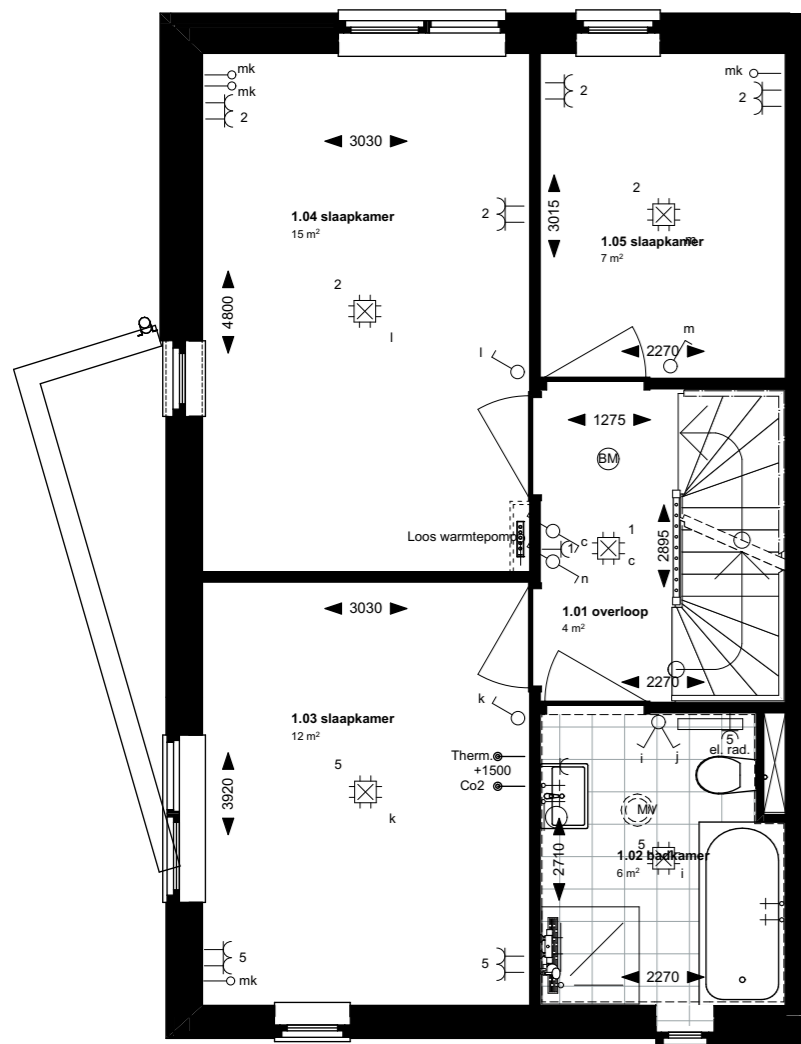 mk
mk
2
3030
2
1.04 slaapkamer
15 m²
2
l
4800
l
mk
2
2
3015
2
1.05 slaapkamer
m
7 m²
m
2270
1275
BM
Loos warmtepomp
1
c
n
1
c
2895
1.01 overloop
4 m²
2270
3030
k
1.03 slaapkamer
12 m²
5
k
3920
Therm.
+1500
Co2
5
mk
5
i
j
5
el. rad.
MV
5
1.02 badkamer
6 m²
i
2710
2270